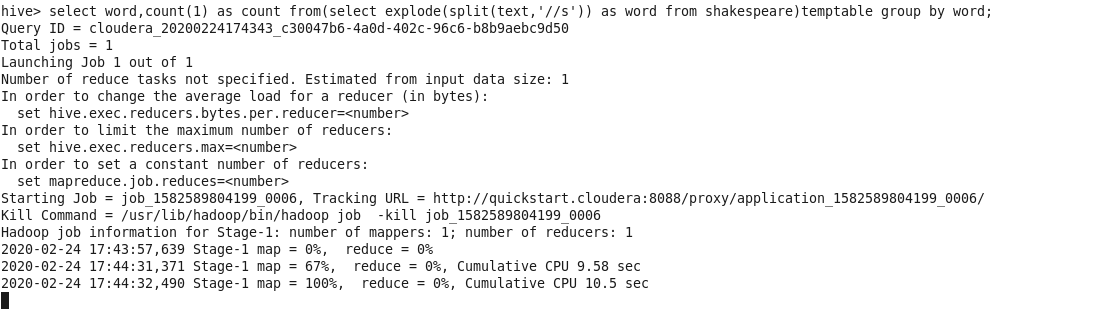 hive> select word,count(1) as count from(select explode(split(text,'//s')) as word from shakespeare)temptable group by word;
Query ID = cloudera_20200224174343_c30047b6-4a0d-402c-96c6-b8b9aebc9d50
Total jobs = 1
Launching Job 1 out of 1
Number of reduce tasks not specified. Estimated from input data size: 1
In order to change the average load for a reducer (in bytes):
  set hive.exec.reducers.bytes.per.reducer=<number>
In order to limit the maximum number of reducers:
  set hive.exec.reducers.max=<number>
In order to set a constant number of reducers:
  set mapreduce.job.reduces=<number>
Starting Job = job_1582589804199_0006, Tracking URL = http://quickstart.cloudera:8088/proxy/application_1582589804199_0006/
Kill Command = /usr/lib/hadoop/bin/hadoop job  -kill job_1582589804199_0006
Hadoop job information for Stage-1: number of mappers: 1; number of reducers: 1
2020-02-24 17:43:57,639 Stage-1 map = 0%,  reduce = 0%
2020-02-24 17:44:31,371 Stage-1 map = 67%,  reduce = 0%, Cumulative CPU 9.58 sec
2020-02-24 17:44:32,490 Stage-1 map = 100%,  reduce = 0%, Cumulative CPU 10.5 sec